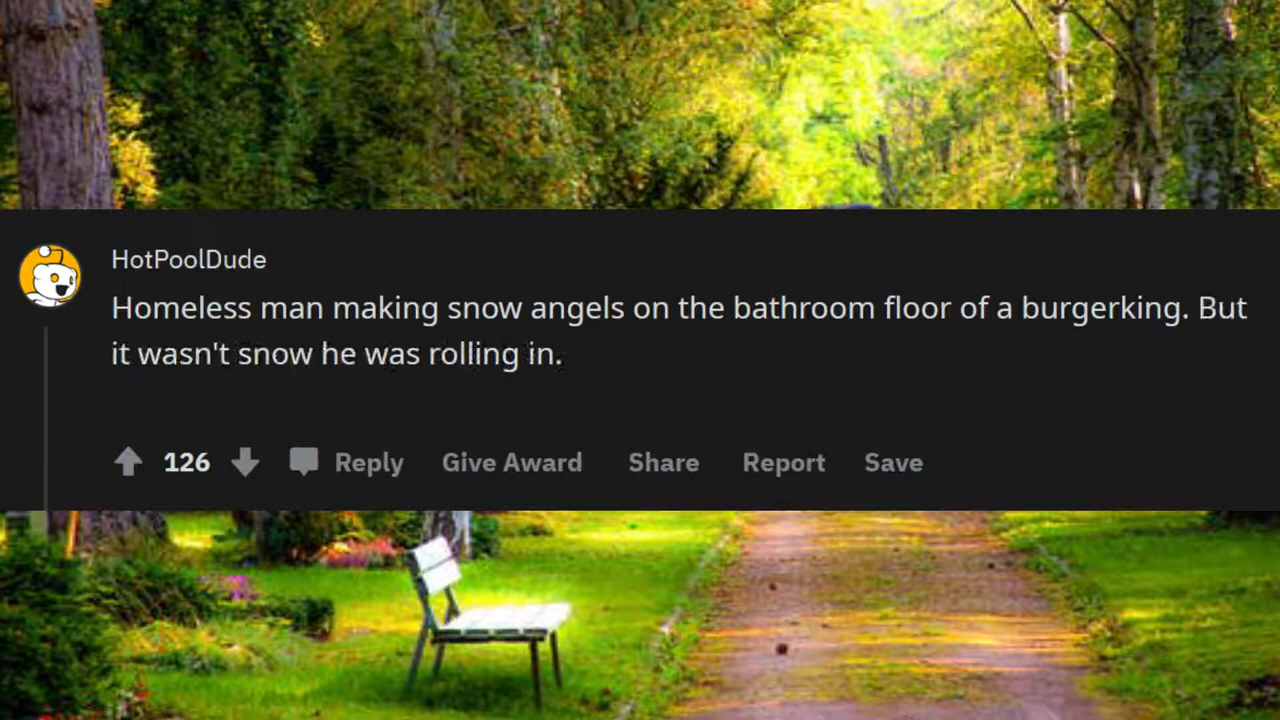 HotPoolDude
Homeless man making snow angels on the bathroom floor of a burgerking. But
it wasn't snow he was rolling in.
126 Reply Give Award Share Report Save